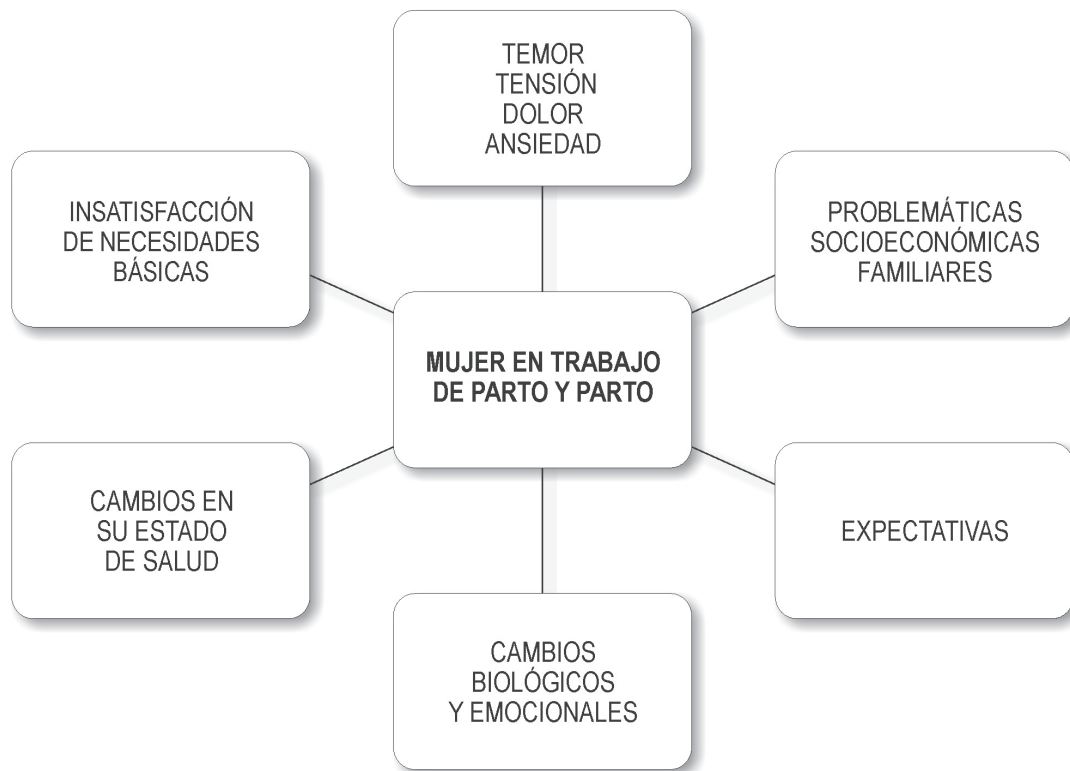 TEMOR
TENSIÓN
DOLOR
ANSIEDAD
INSATISFACCIÓN
DE NECESIDADES
BÁSICAS
PROBLEMÁTICAS
SOCIOECONÓMICAS
FAMILIARES
MUJER EN TRABAJO
DE PARTO Y PARTO
CAMBIOS EN
SU ESTADO
DE SALUD
EXPECTATIVAS
CAMBIOS
BIOLÓGICOS
Y EMOCIONALES